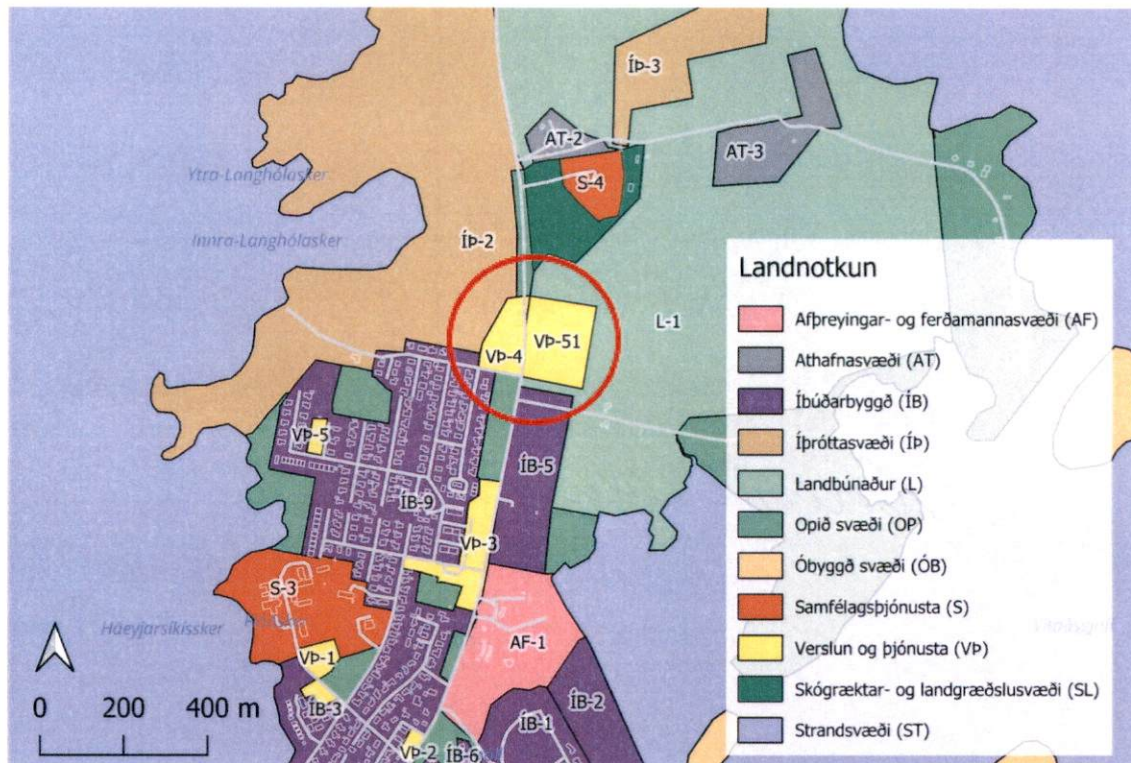 ÍÞ-3
AT-2
AT-3
Ytra-Langhólasker
S-4
Innra-Langhólasker
ÍÞ-2
L-1
VÞ-51
VÞ-4
VÞ-5
ÍB-5
ÍB-9
VÞ-3
S-3
Háeyjarsíkissker
AF-1
VÞ-1
ÍB-3
ÍB-2
ÍB-1
VÞ-2
ÍB-6
0 200 400 m
Landnotkun
Afþreyingar- og ferðamannasvæði (AF)
Athafnasvæði (AT)
Íbúðarbyggð (ÍB)
Íþróttasvæði (ÍÞ)
Landbúnaður (L)
Opið svæði (OP)
Óbyggð svæði (ÓB)
Samfélagsþjónusta (S)
Verslun og þjónusta (VÞ)
Skógræktar- og landgræðslusvæði (SL)
Strandsvæði (ST)